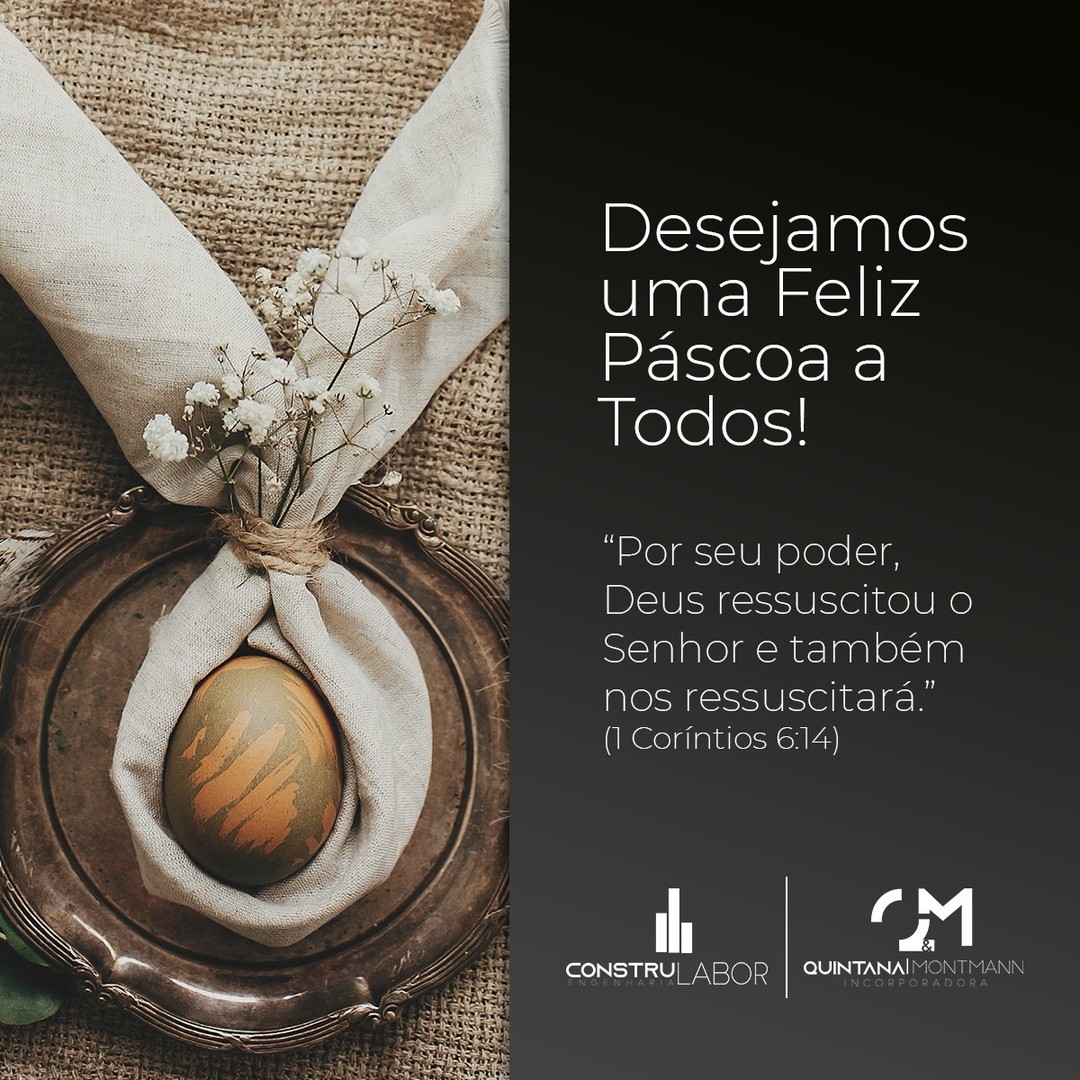 Desejamos
uma Feliz
Páscoa a
Todos!
“Por seu poder,
Deus ressuscitou o
Senhor e também
nos ressuscitará.”
(1 Coríntios 6:14)
CONSTRULABOR
ENGENHARIA
Q&M
QUINTANA|MONTMANN
INCORPORADORA